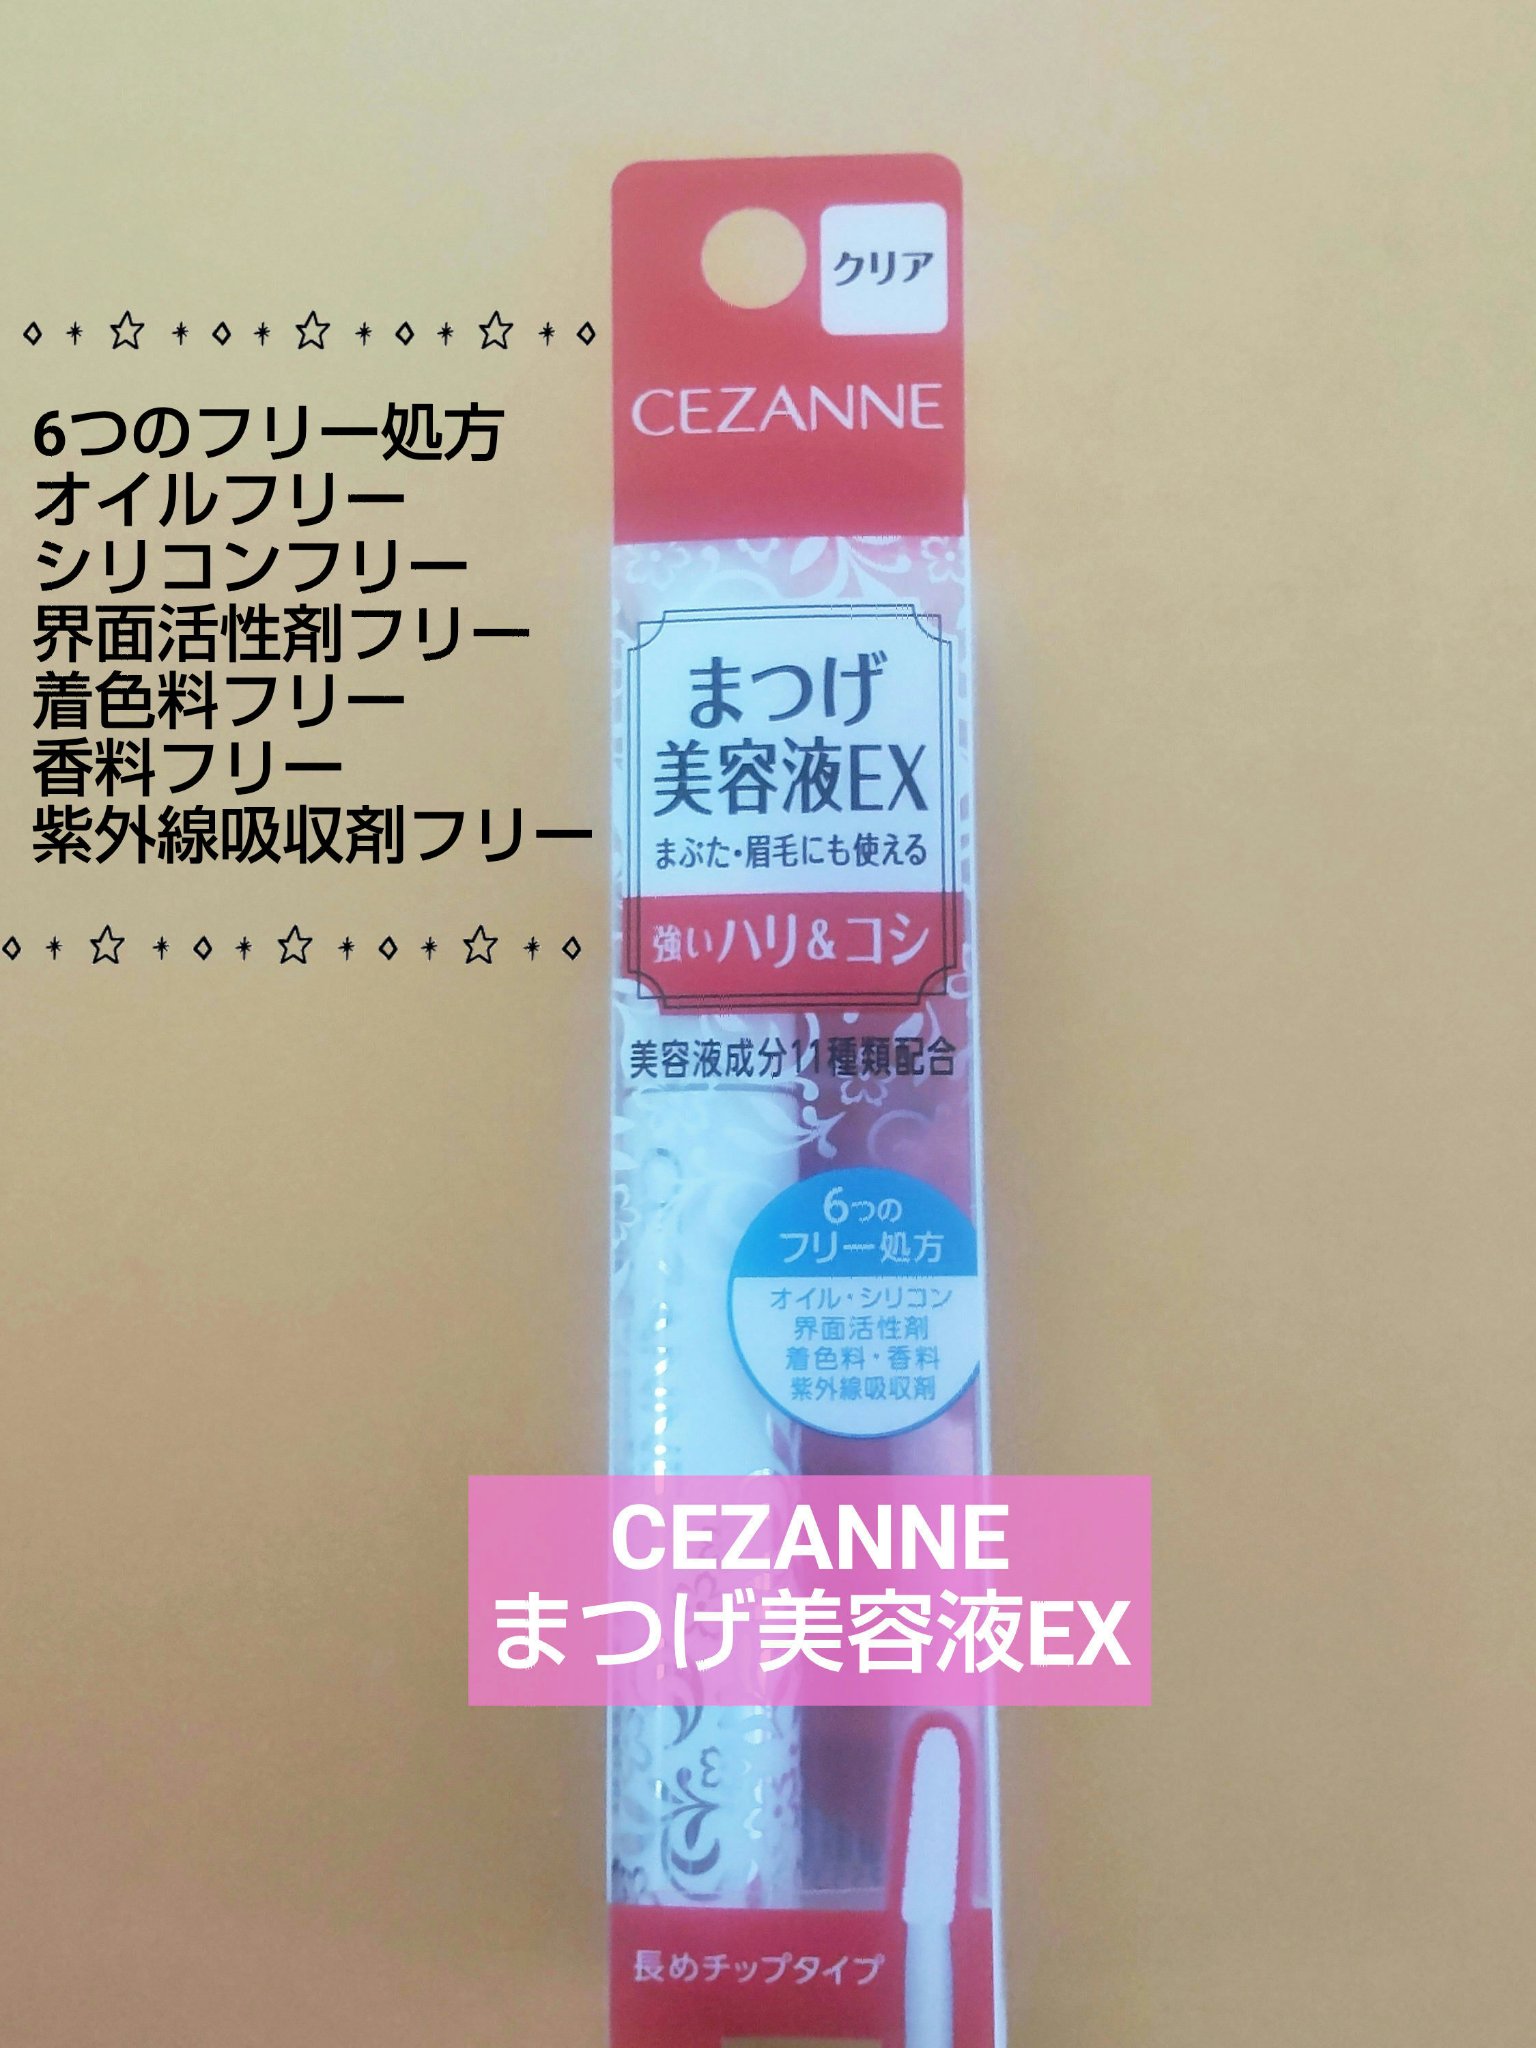 6つのフリー処方
オイルフリー
シリコンフリー
界面活性剤フリー
着色料フリー
香料フリー
紫外線吸収剤フリー
クリア
CEZANNE
まつげ
美容液EX
まぶた・眉毛にも使える
強いハリ&コシ
美容液成分11種類配合
6つの
フリー処方
オイル・シリコン
界面活性剤
着色料・香料
紫外線吸収剤
CEZANNE
まつげ美容液EX
長めチップタイプ